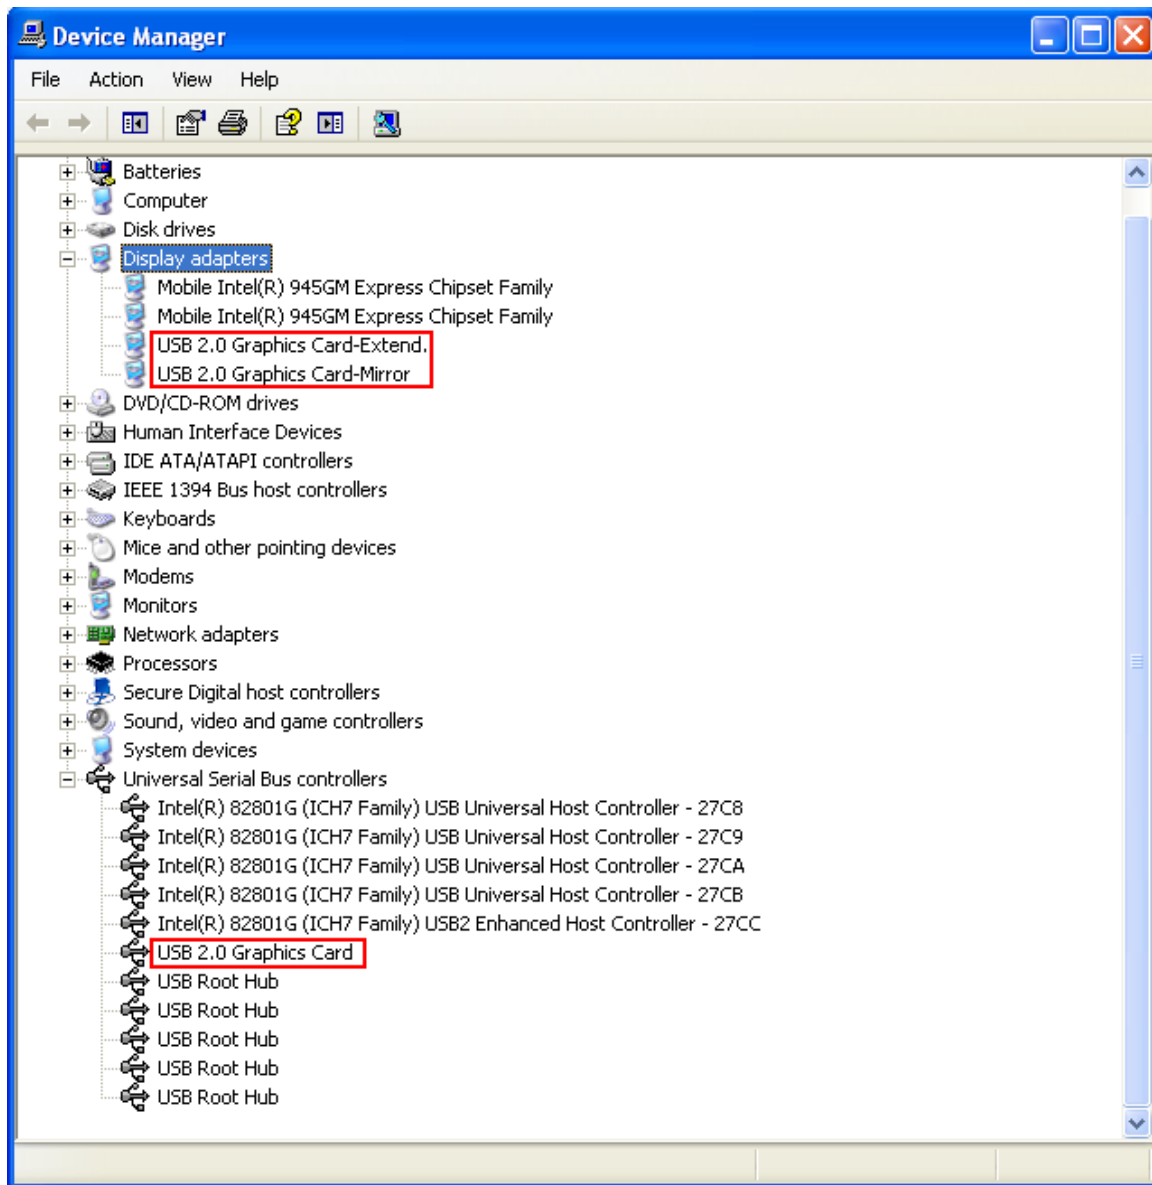 Device Manager
File Action View Help
Batteries
Computer
Disk drives
Display adapters
Mobile Intel(R) 945GM Express Chipset Family
Mobile Intel(R) 945GM Express Chipset Family
USB 2.0 Graphics Card-Extend.
USB 2.0 Graphics Card-Mirror
DVD/CD-ROM drives
Human Interface Devices
IDE ATA/ATAPI controllers
IEEE 1394 Bus host controllers
Keyboards
Mice and other pointing devices
Modems
Monitors
Network adapters
Processors
Secure Digital host controllers
Sound, video and game controllers
System devices
Universal Serial Bus controllers
Intel(R) 82801G (ICH7 Family) USB Universal Host Controller - 27C8
Intel(R) 82801G (ICH7 Family) USB Universal Host Controller - 27C9
Intel(R) 82801G (ICH7 Family) USB Universal Host Controller - 27CA
Intel(R) 82801G (ICH7 Family) USB Universal Host Controller - 27CB
Intel(R) 82801G (ICH7 Family) USB2 Enhanced Host Controller - 27CC
USB 2.0 Graphics Card
USB Root Hub
USB Root Hub
USB Root Hub
USB Root Hub
USB Root Hub